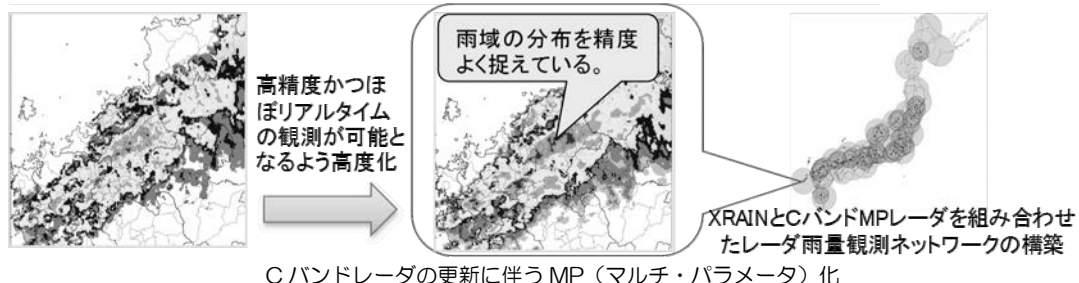 高精度かつほ
ぼリアルタイム
の観測が可能と
なるよう高度化
雨域の分布を精度
よく捉えている。
XRAINとCバンドMPレーダを組み合わせ
たレーダ雨量観測ネットワークの構築
Cバンドレーダの更新に伴うMP（マルチ・パラメータ）化